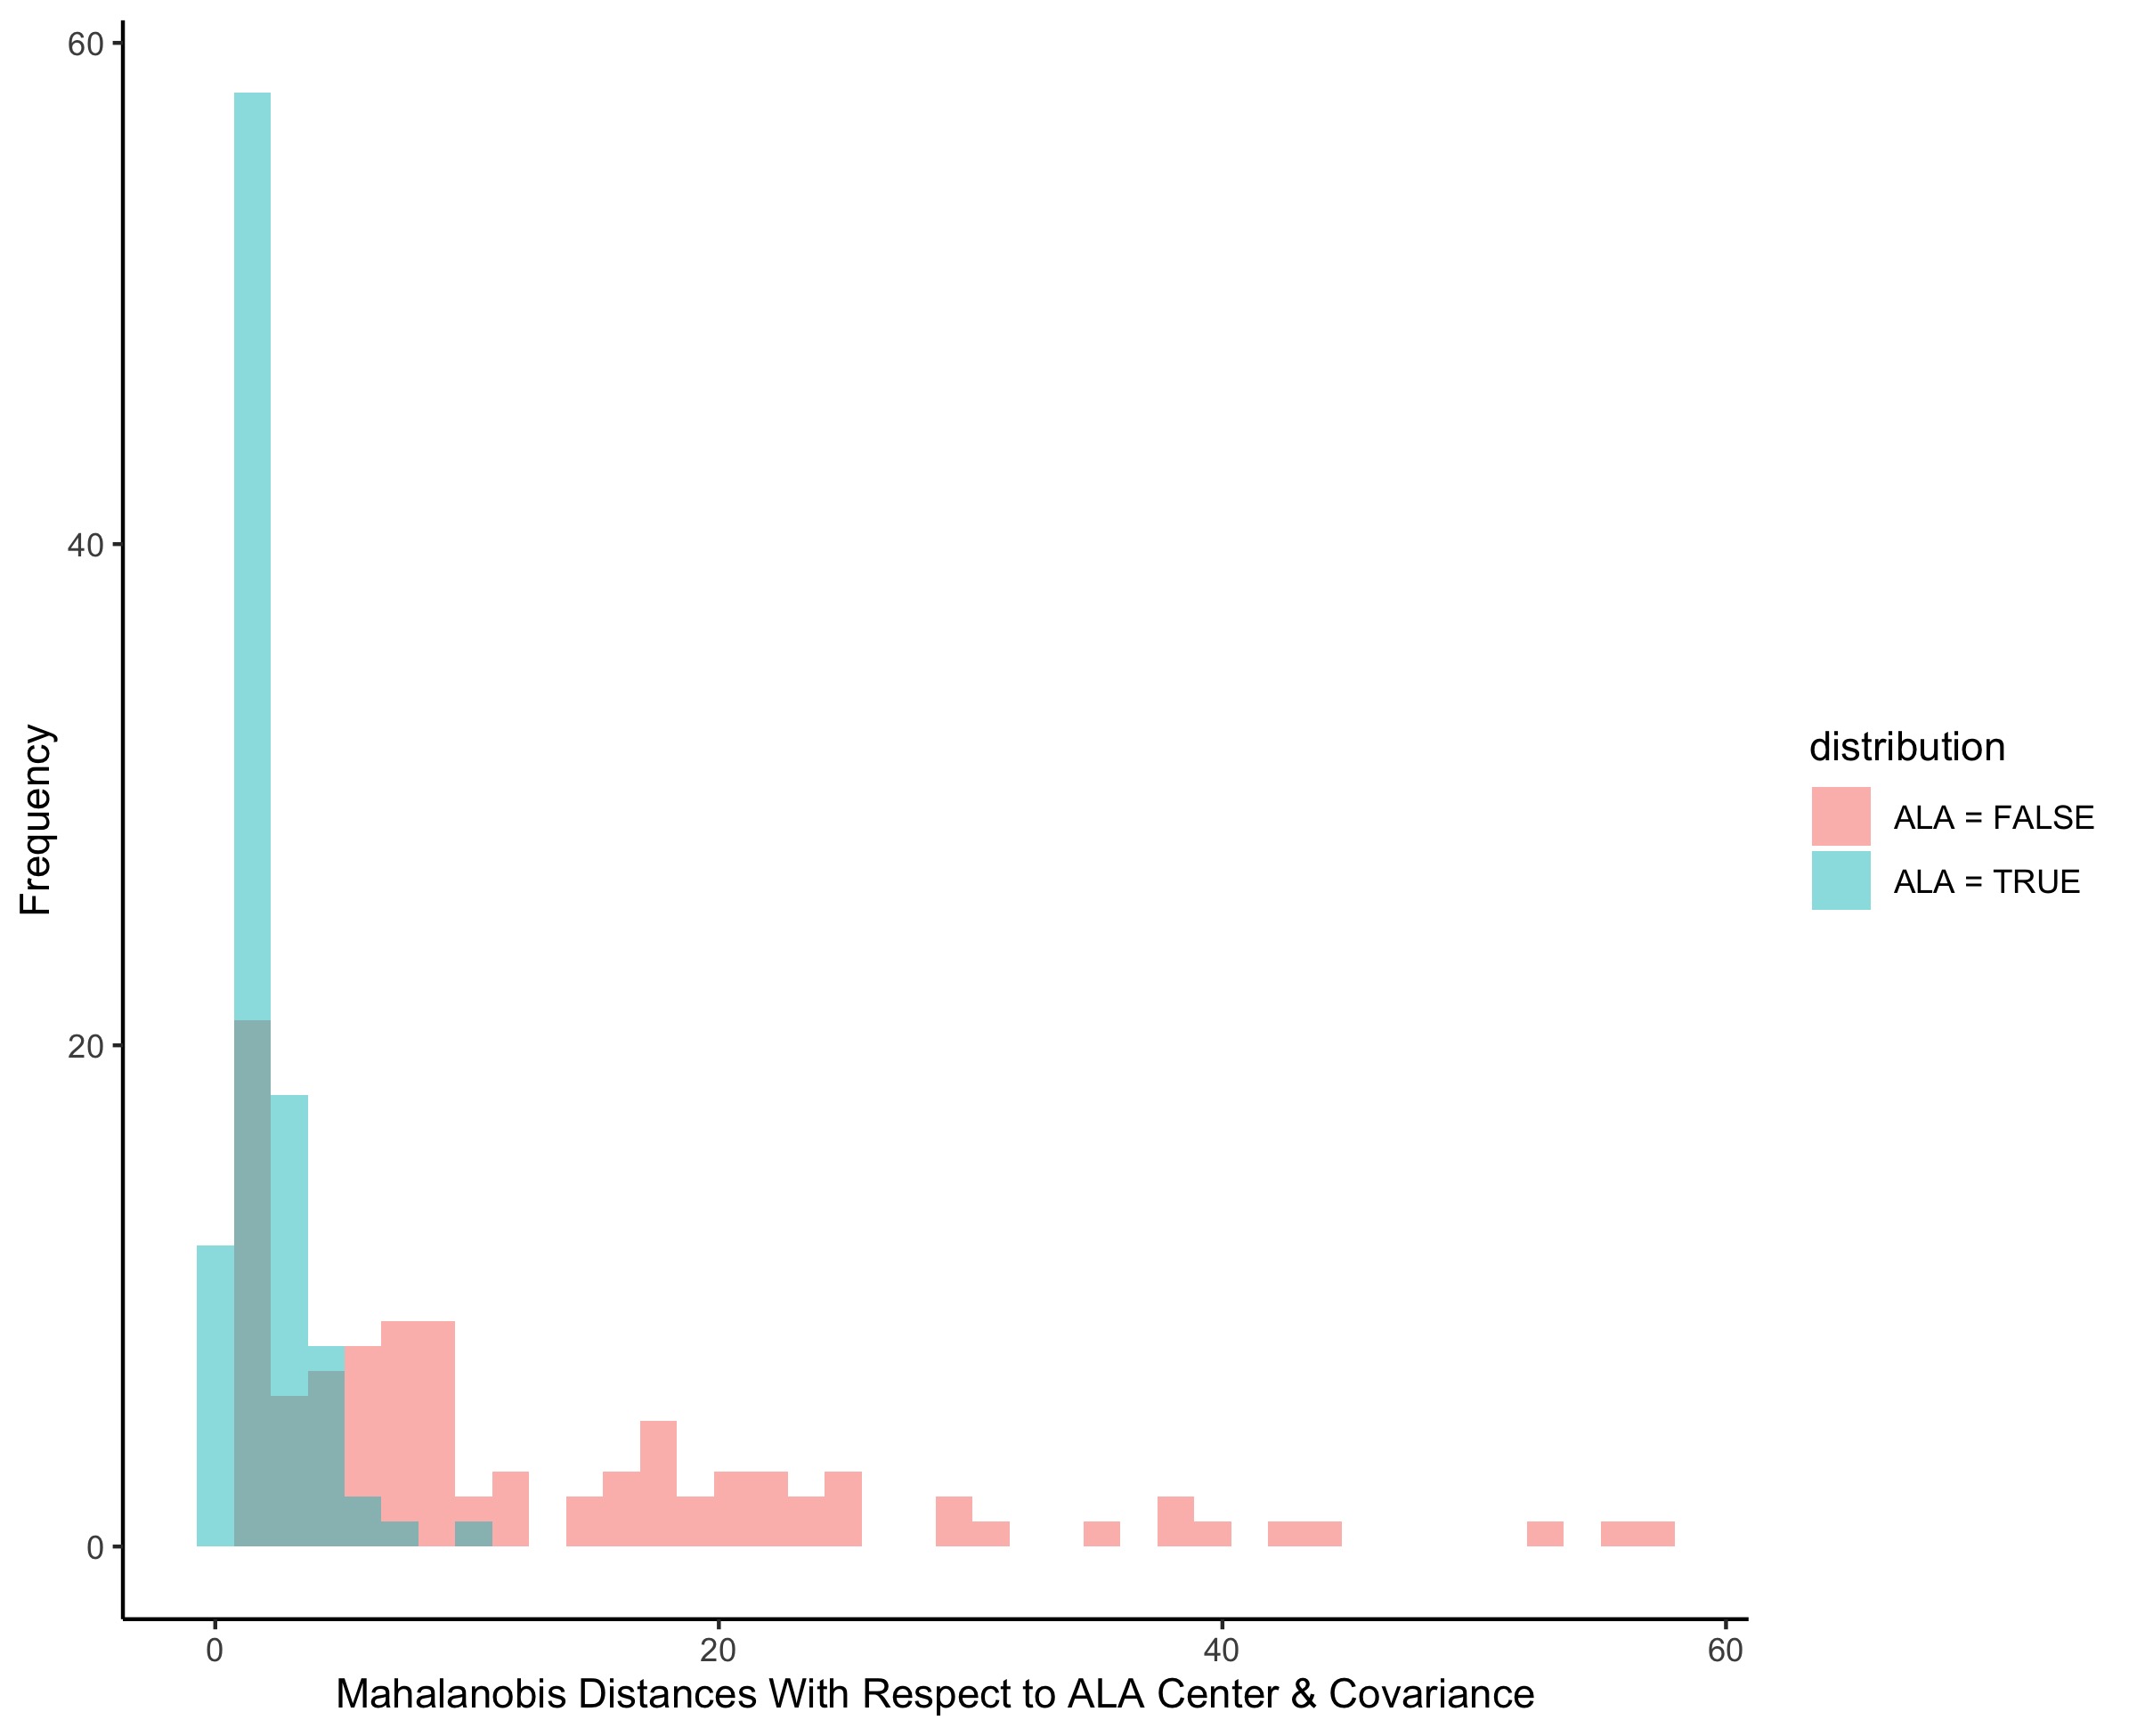 60
40
20
0
Frequency
0 20 40 60
Mahalanobis Distances With Respect to ALA Center & Covariance
distribution
ALA = FALSE
ALA = TRUE